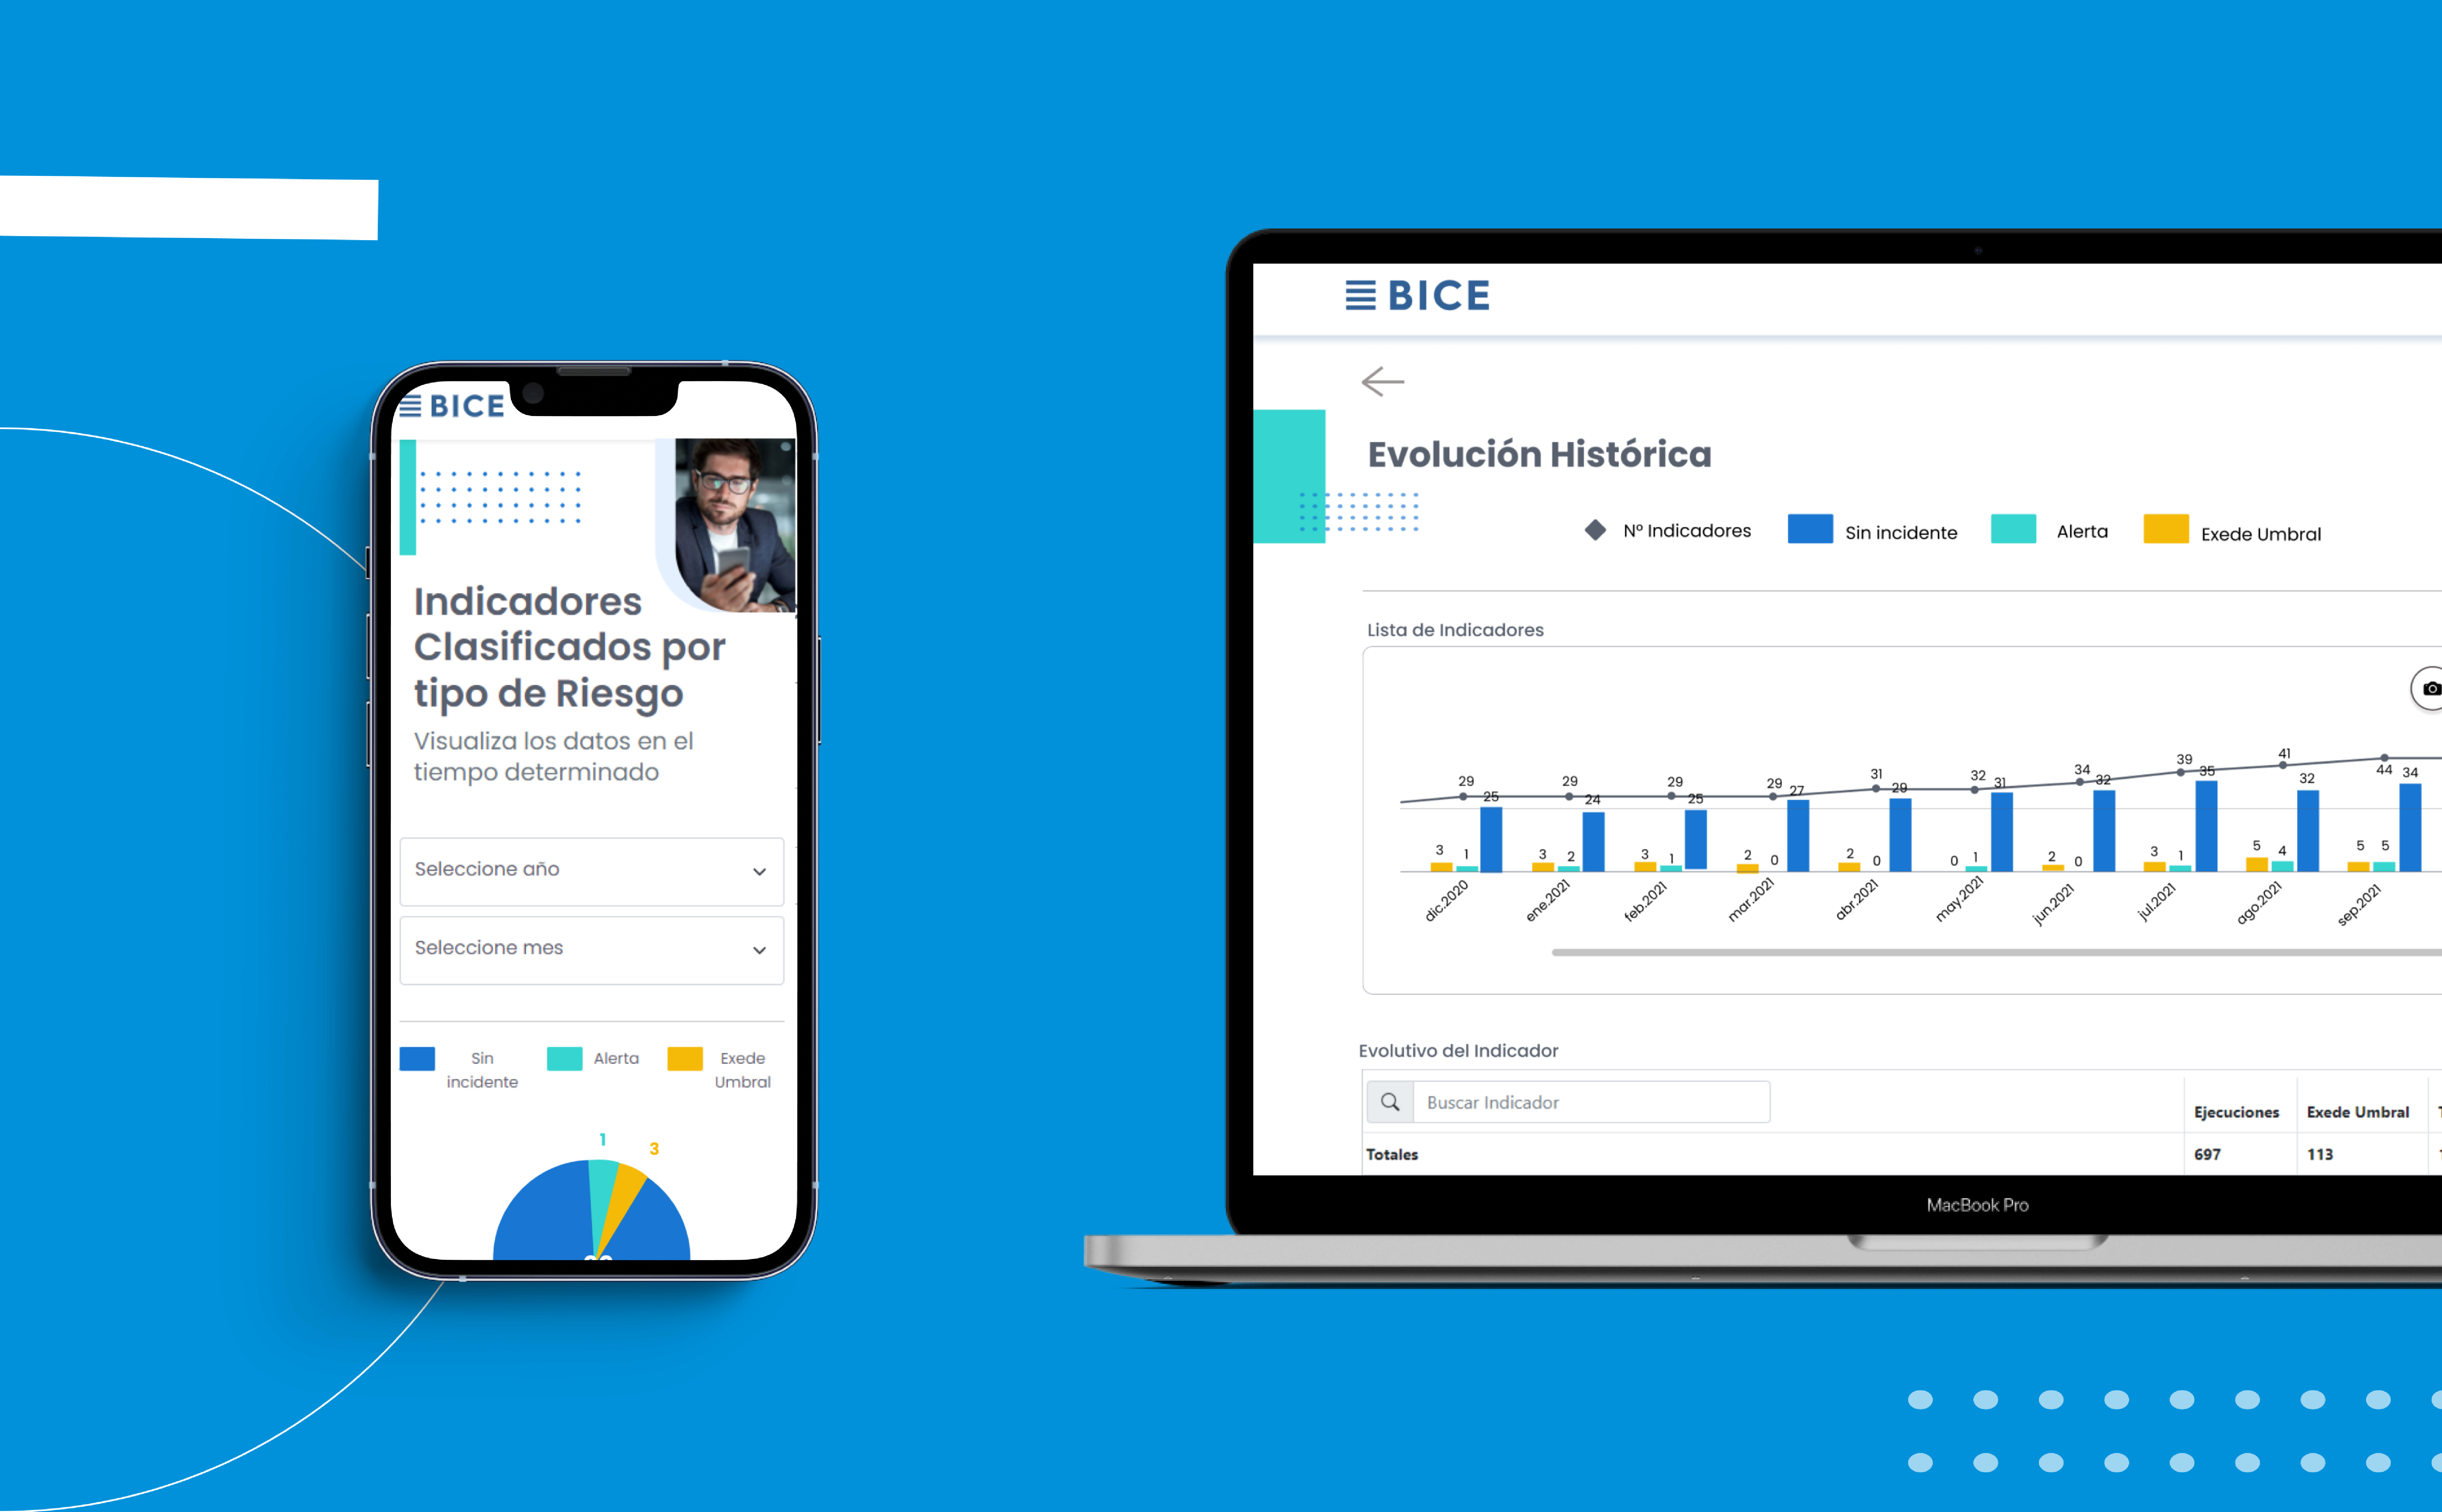 BICE
Indicadores
Clasificados por
tipo de Riesgo
Visualiza los datos en el
tiempo determinado
Seleccione año
Seleccione mes
Sin incidente
Alerta
Exede Umbral
1
3
BICE
Evolución Histórica
Nº Indicadores
Sin incidente
Alerta
Exede Umbral
Lista de Indicadores
29 29 29 29 31 32 34 39 41 44
25 24 25 27 29 31 32 35 32 34
3 1 3 2 3 1 2 0 2 0 0 1 2 0 3 1 5 4 5 5
dic.2020 ene.2021 feb.2021 mar.2021 abr.2021 may.2021 jun.2021 jul.2021 ago.2021 sep.2021
Evolutivo del Indicador
Buscar Indicador
Ejecuciones Exede Umbral
Totales 697 113
MacBook Pro